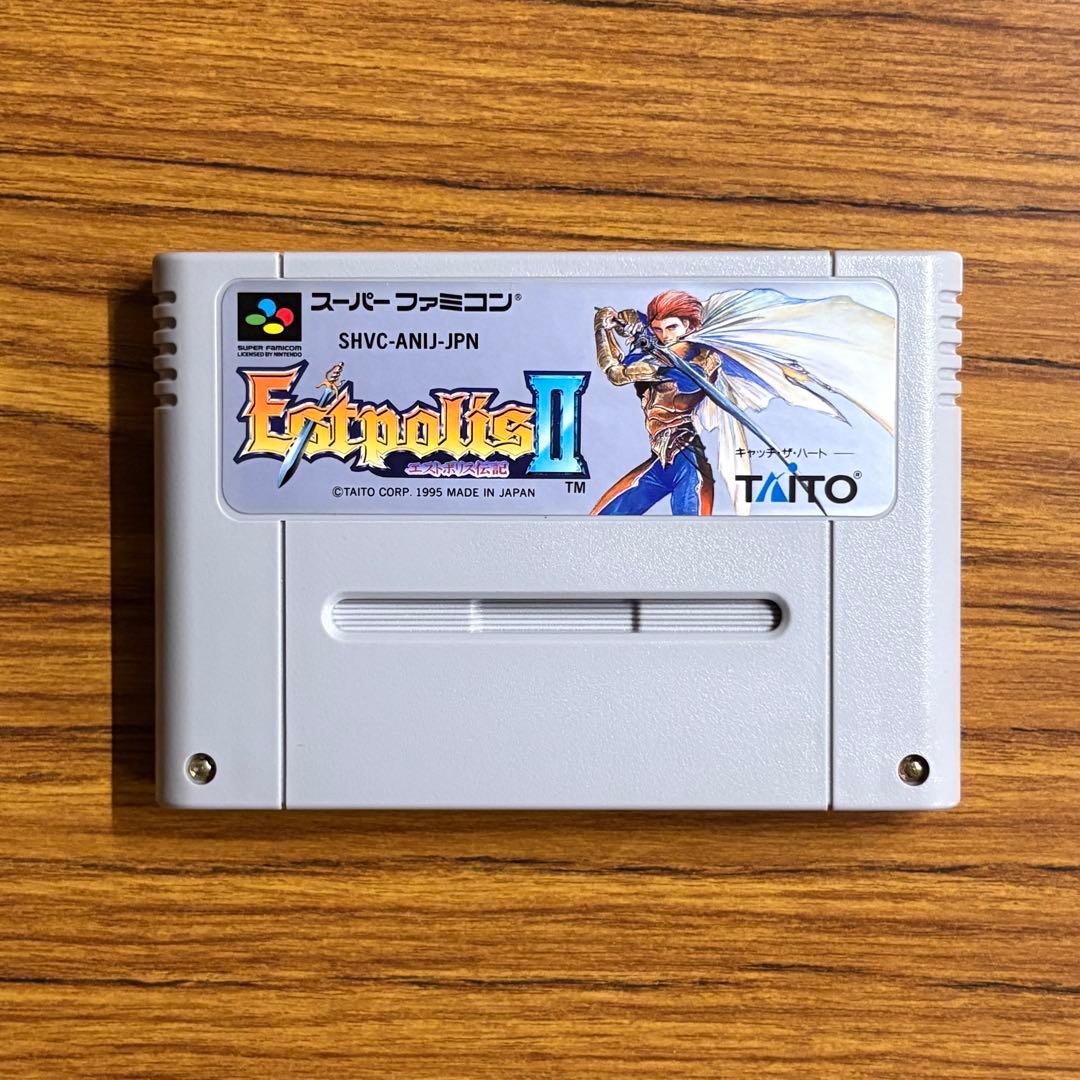 スーパーファミコン®
SUPER FAMICOM
LICENSED BY NINTENDO
SHVC-ANIJ-JPN
Estpolis II
エストポリス伝記
TM
©TAITO CORP. 1995 MADE IN JAPAN
キャッチ・ザ・ハート
TAITO®